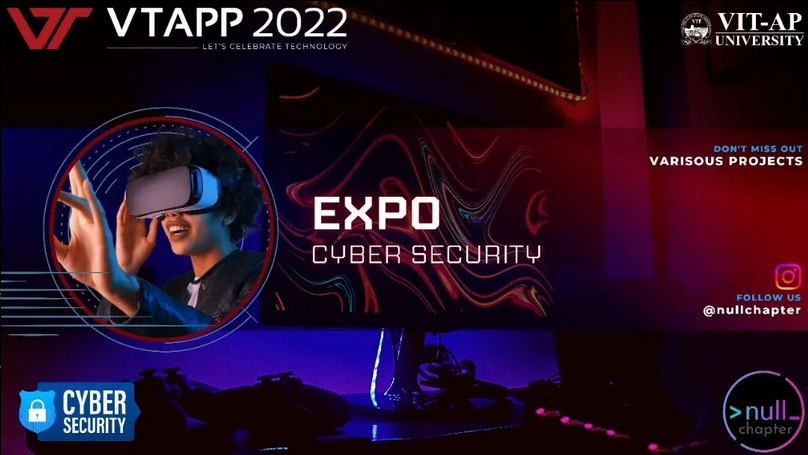 VTAPP 2022
LET'S CELEBRATE TECHNOLOGY
VIT-AP
UNIVERSITY
DON'T MISS OUT
VARISOUS PROJECTS
EXPO
CYBER SECURITY
FOLLOW US
@nullchapter
CYBER
SECURITY
>null_
chapter